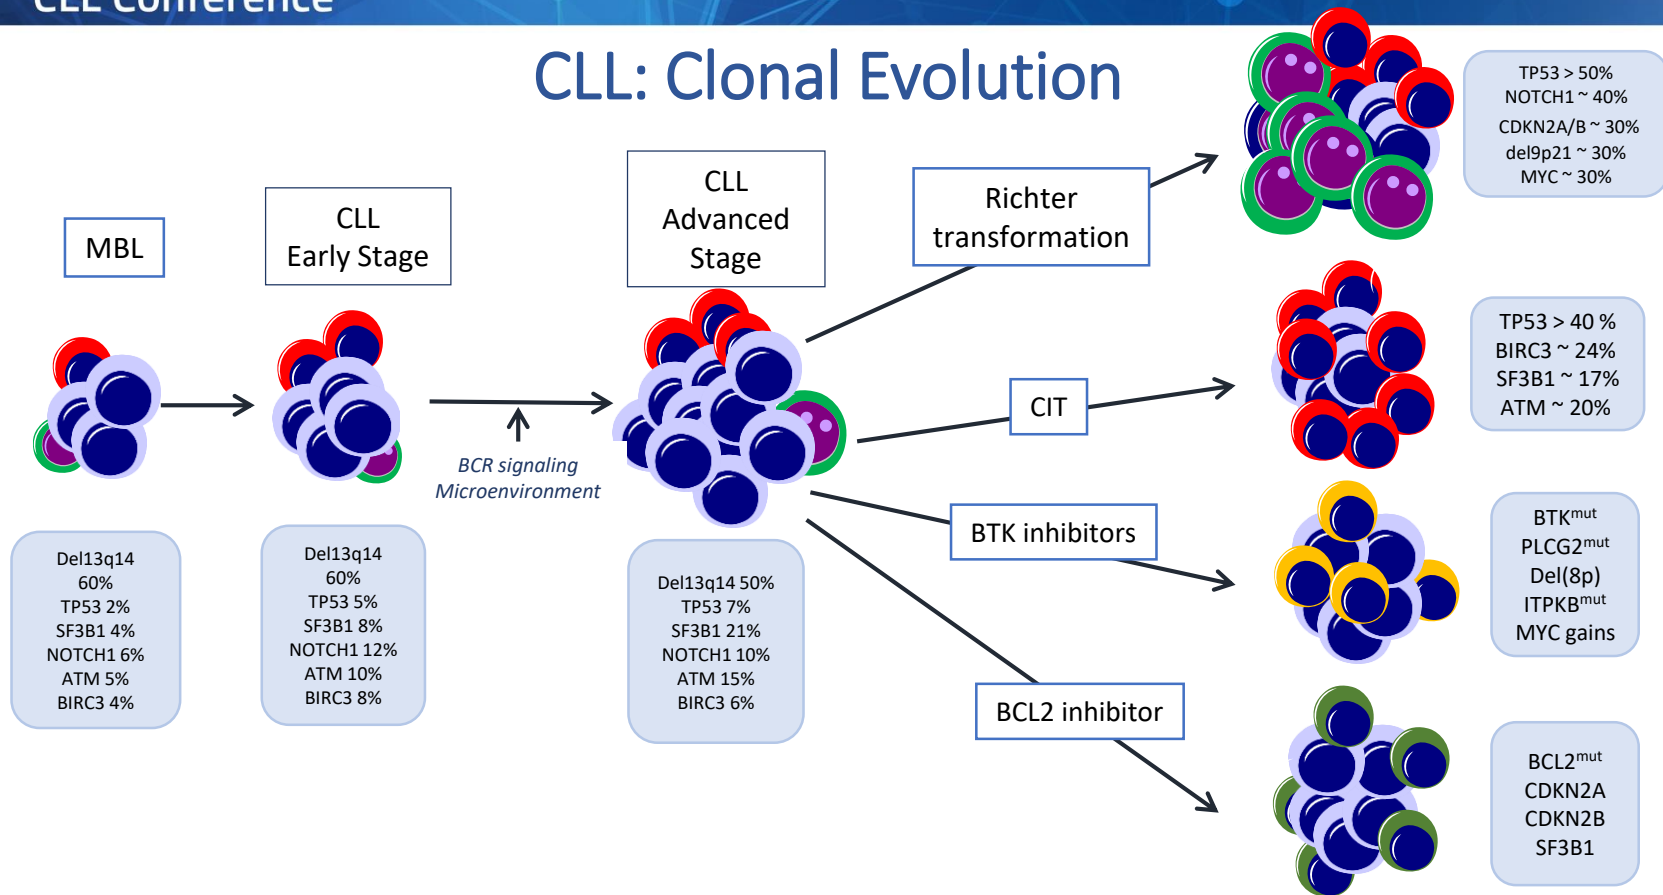 CLL Conference
CLL: Clonal Evolution
MBL
CLL
Early Stage
CLL
Advanced
Stage
BCR signaling
Microenvironment
Del13q14
60%
TP53 2%
SF3B1 4%
NOTCH1 6%
ATM 5%
BIRC3 4%
Del13q14
60%
TP53 5%
SF3B1 8%
NOTCH1 12%
ATM 10%
BIRC3 8%
Del13q14 50%
TP53 7%
SF3B1 21%
NOTCH1 10%
ATM 15%
BIRC3 6%
Richter
transformation
TP53 > 50%
NOTCH1 ~ 40%
CDKN2A/B ~ 30%
del9p21 ~ 30%
MYC ~ 30%
CIT
TP53 > 40 %
BIRC3 ~ 24%
SF3B1 ~ 17%
ATM ~ 20%
BTK inhibitors
BTKmut
PLCG2mut
Del(8p)
ITPKBmut
MYC gains
BCL2 inhibitor
BCL2mut
CDKN2A
CDKN2B
SF3B1